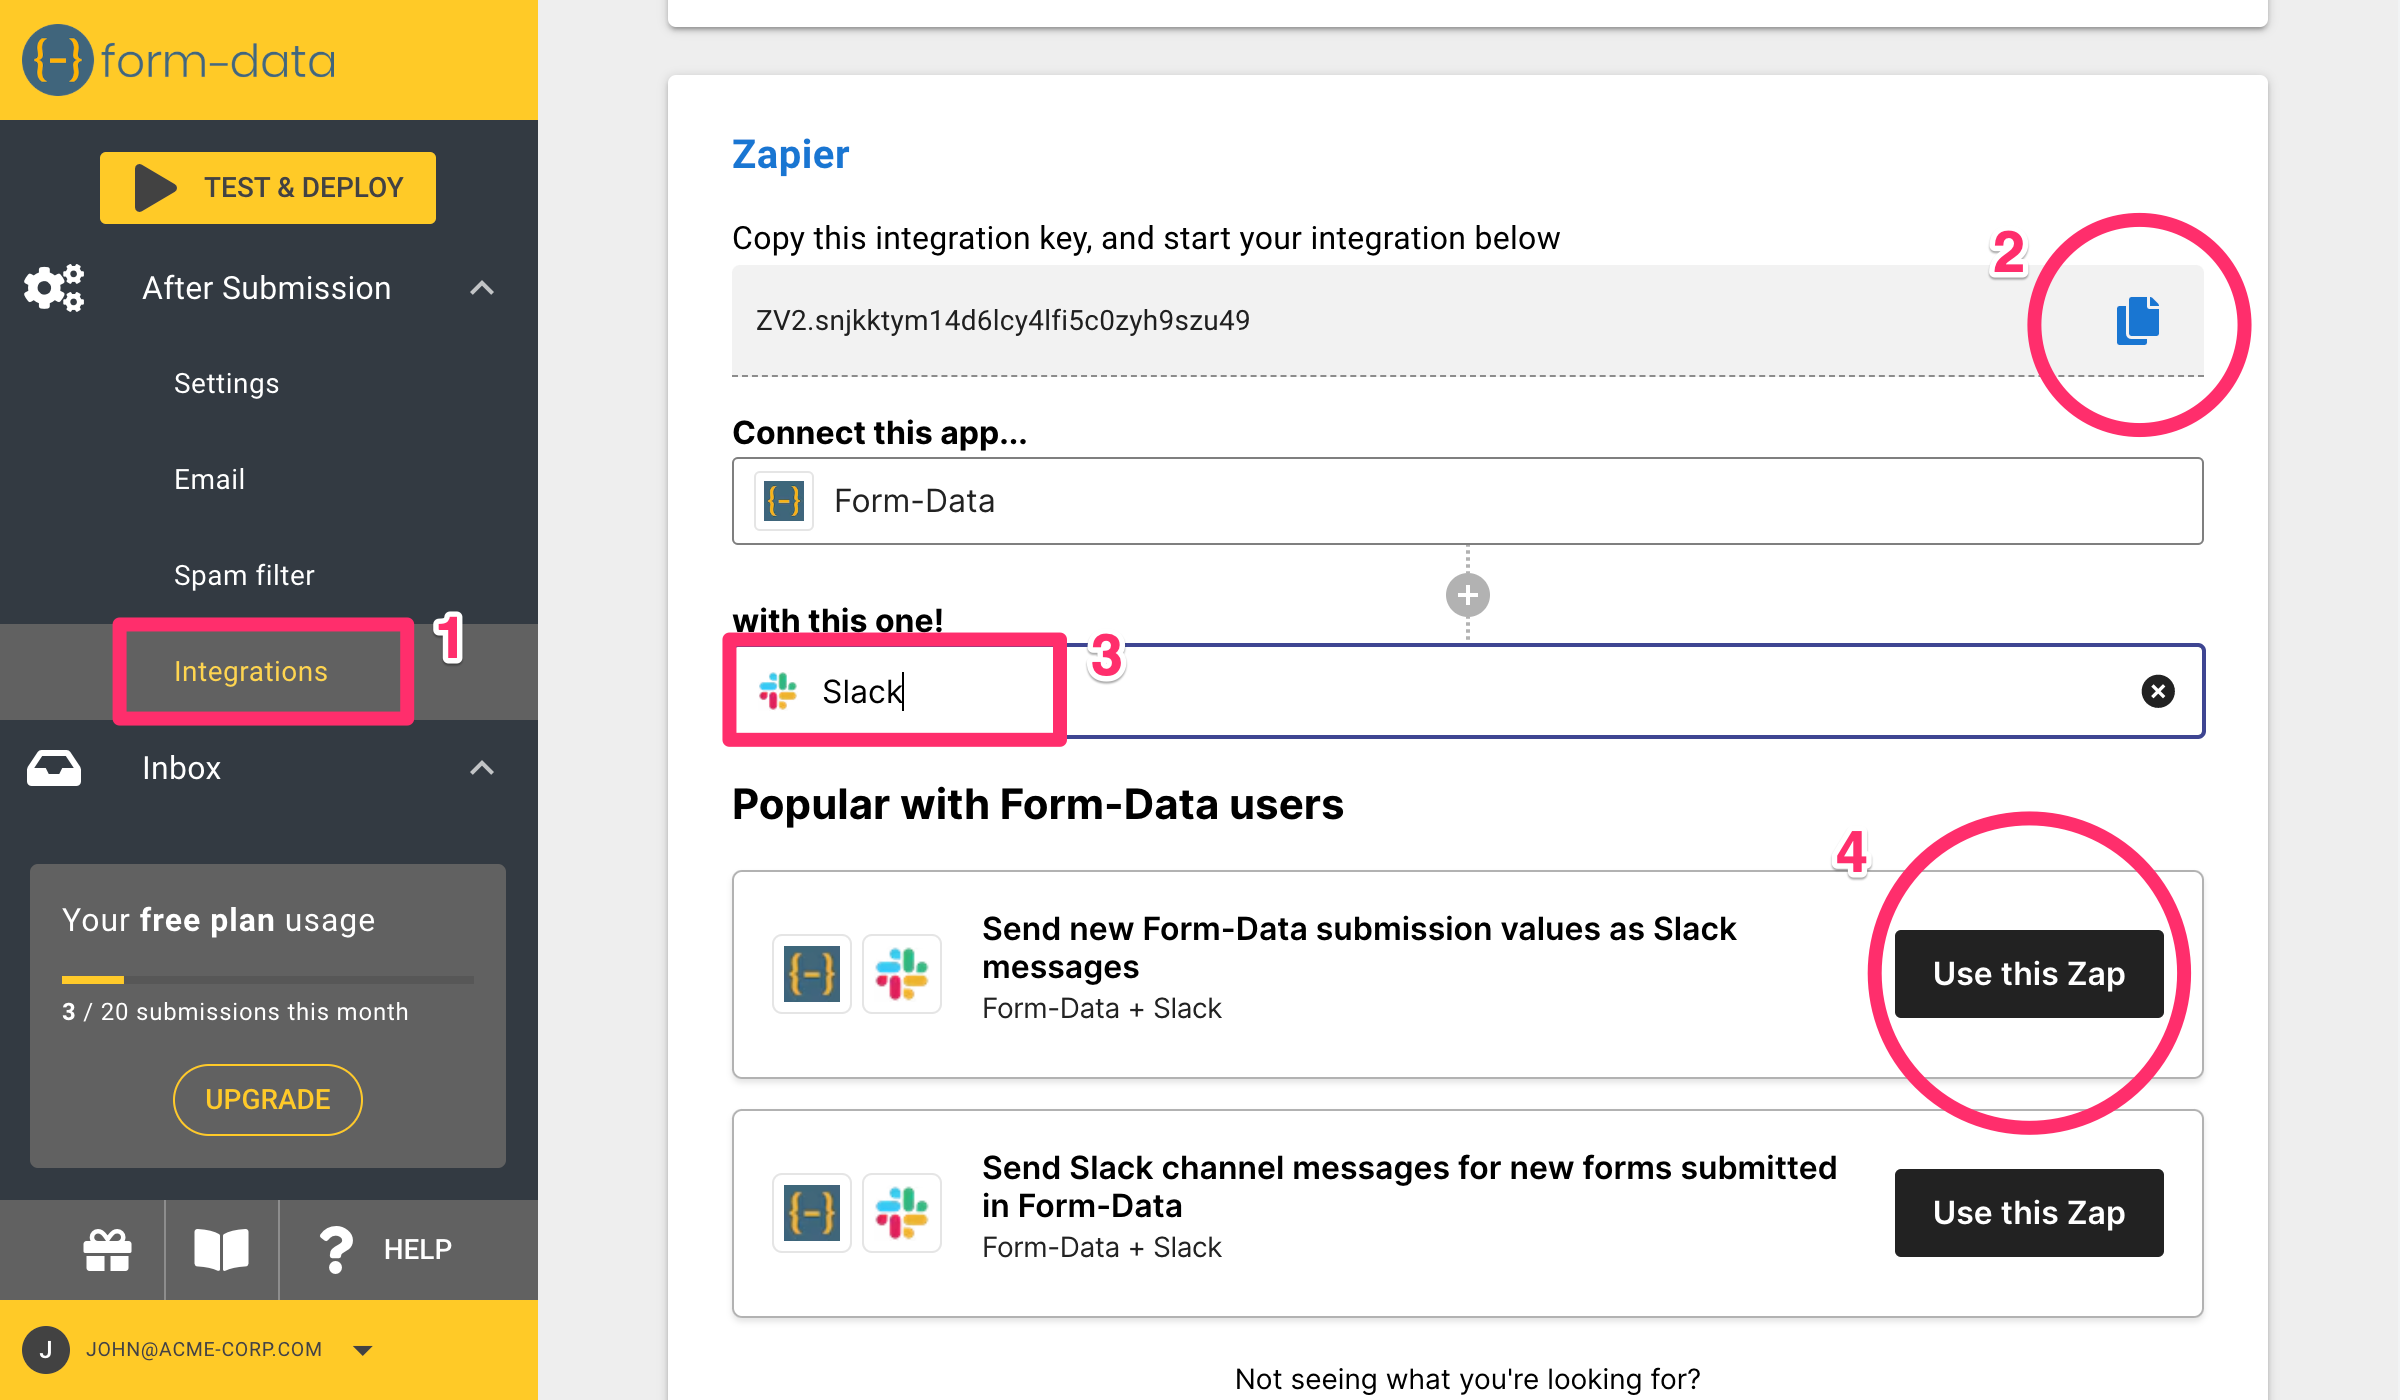 {-} form-data
TEST & DEPLOY
After Submission
Settings
Email
Spam filter
Integrations
1
Inbox
Your free plan usage
3 / 20 submissions this month
UPGRADE
HELP
J JOHN@ACME-CORP.COM
Zapier
Copy this integration key, and start your integration below
2
ZV2.snjkktym14d6lcy4lfi5c0zyh9szu49
Connect this app...
{-} Form-Data
with this one!
3
Slack
Popular with Form-Data users
4
Send new Form-Data submission values as Slack
messages
{-}
Form-Data + Slack
Use this Zap
Send Slack channel messages for new forms submitted
in Form-Data
{-}
Form-Data + Slack
Use this Zap
Not seeing what you're looking for?